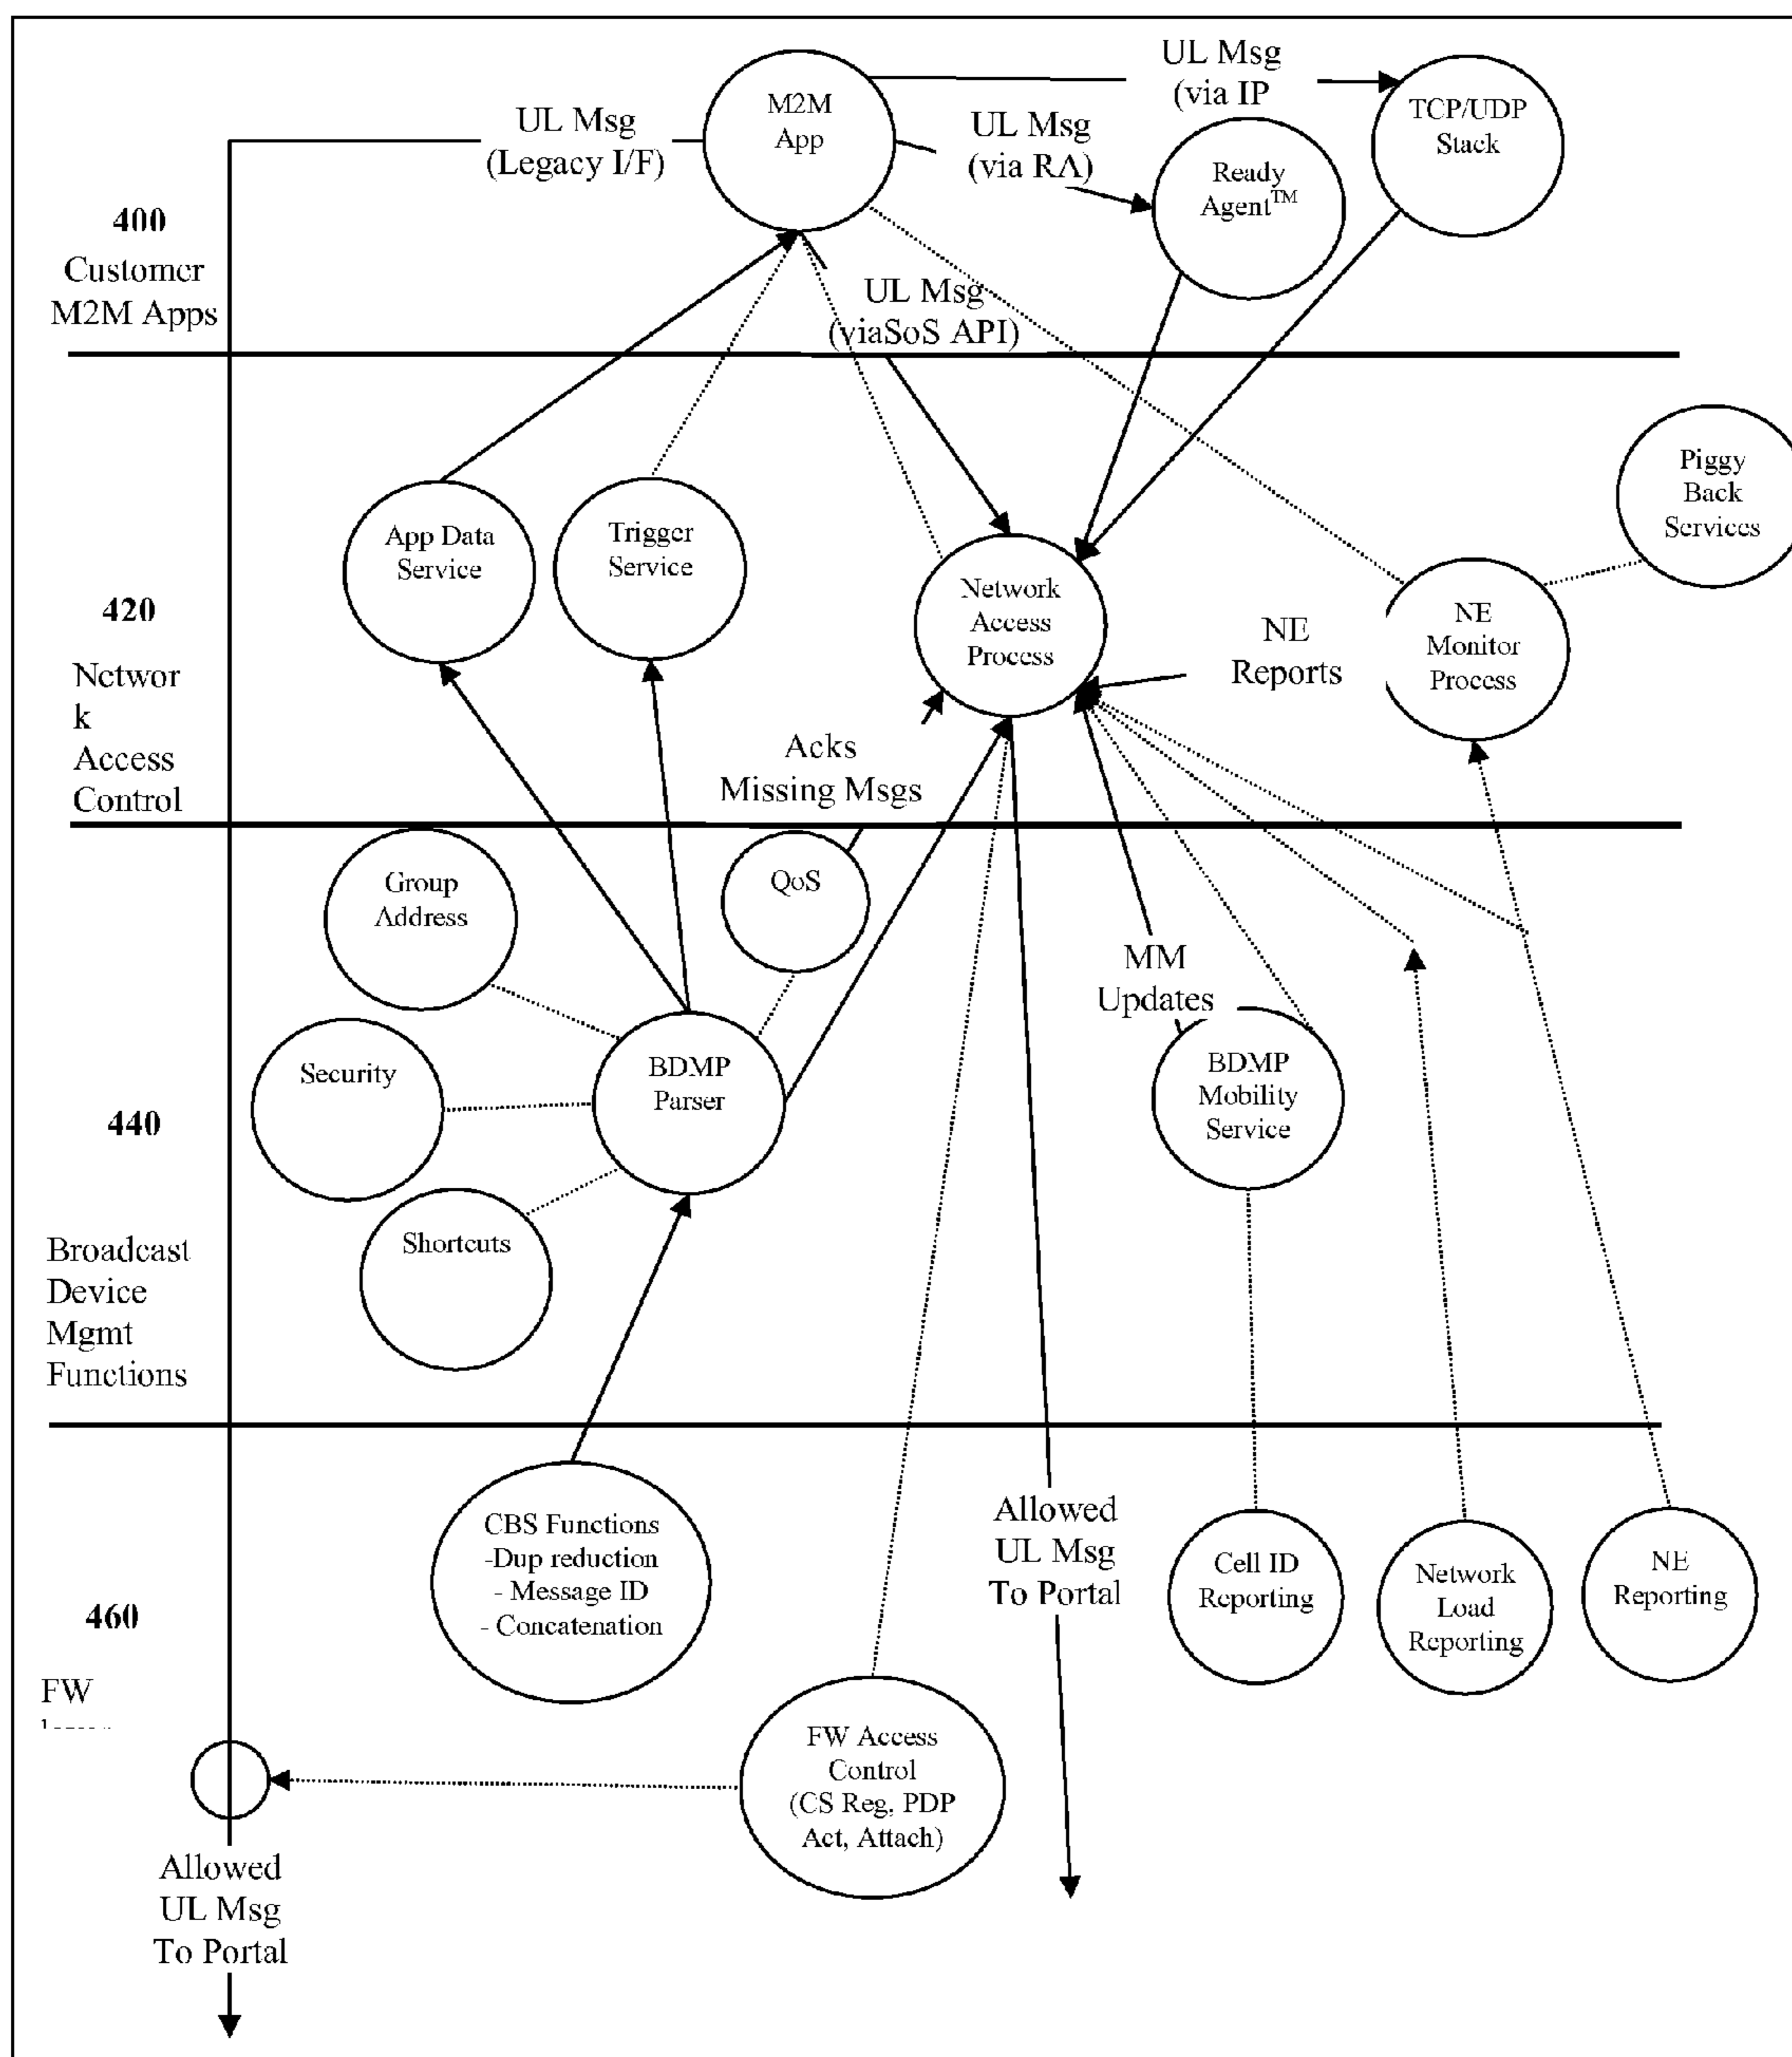 UL Msg
(via IP
M2M
App
TCP/UDP
Stack
UL Msg
(Legacy I/F)
UL Msg
(via RA)
Ready
Agent™
400
Customer
M2M Apps
UL Msg
(viaSoS API)
Piggy
Back
Services
App Data
Service
Trigger
Service
Network
Access
Process
NE
Reports
NE
Monitor
Process
420
Networ
k
Access
Control
Acks
Missing Msgs
Group
Address
QoS
MM
Updates
Security
BDMP
Parser
BDMP
Mobility
Service
440
Shortcuts
Broadcast
Device
Mgmt
Functions
CBS Functions
-Dup reduction
- Message ID
- Concatenation
Allowed
UL Msg
To Portal
Cell ID
Reporting
Network
Load
Reporting
NE
Reporting
460
FW
FW Access
Control
(CS Reg, PDP
Act, Attach)
Allowed
UL Msg
To Portal